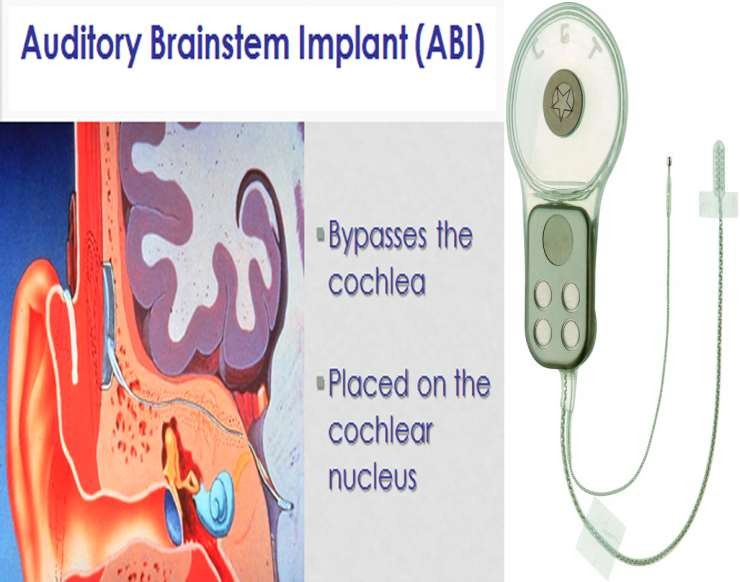 Auditory Brainstem Implant (ABI)
Bypasses the
cochlea
Placed on the
cochlear
nucleus